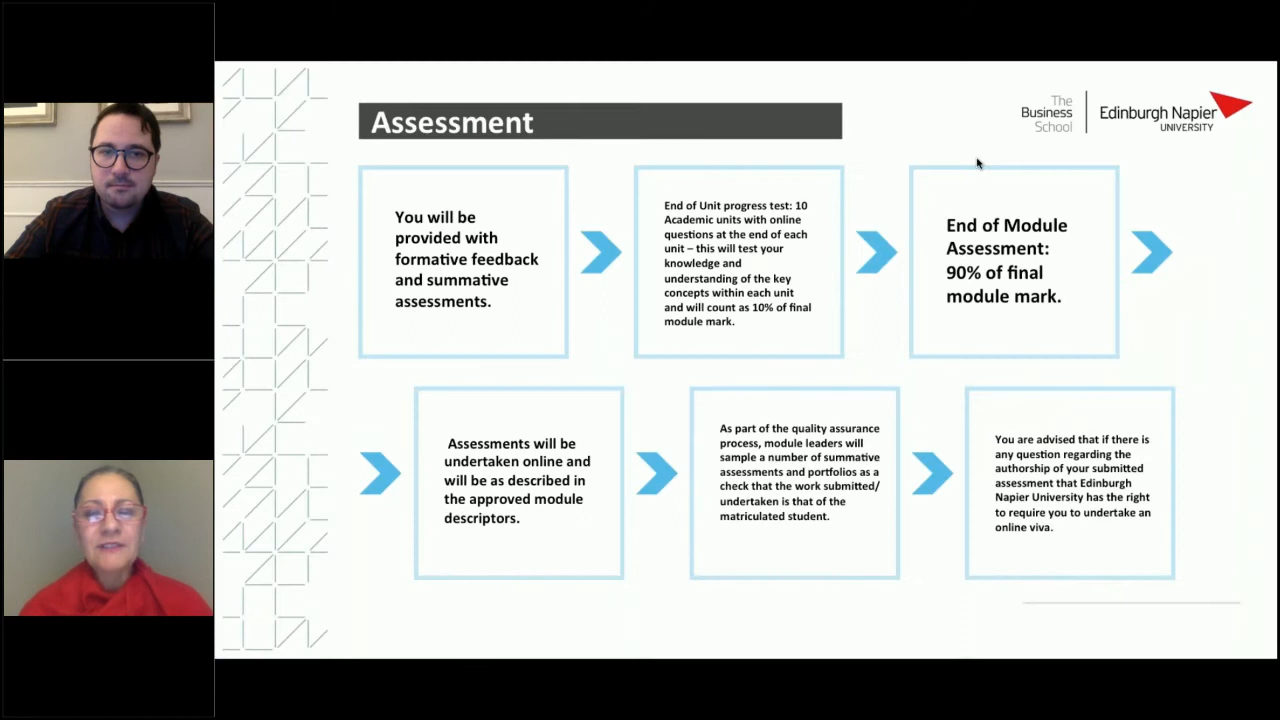 Assessment
The
Business
School
Edinburgh Napier
UNIVERSITY
You will be
provided with
formative feedback
and summative
assessments.
End of Unit progress test: 10
Academic units with online
questions at the end of each
unit – this will test your
knowledge and
understanding of the key
concepts within each unit
and will count as 10% of final
module mark.
End of Module
Assessment:
90% of final
module mark.
Assessments will be
undertaken online and
will be as described in
the approved module
descriptors.
As part of the quality assurance
process, module leaders will
sample a number of summative
assessments and portfolios as a
check that the work submitted/
undertaken is that of the
matriculated student.
You are advised that if there is
any question regarding the
authorship of your submitted
assessment that Edinburgh
Napier University has the right
to require you to undertake an
online viva.